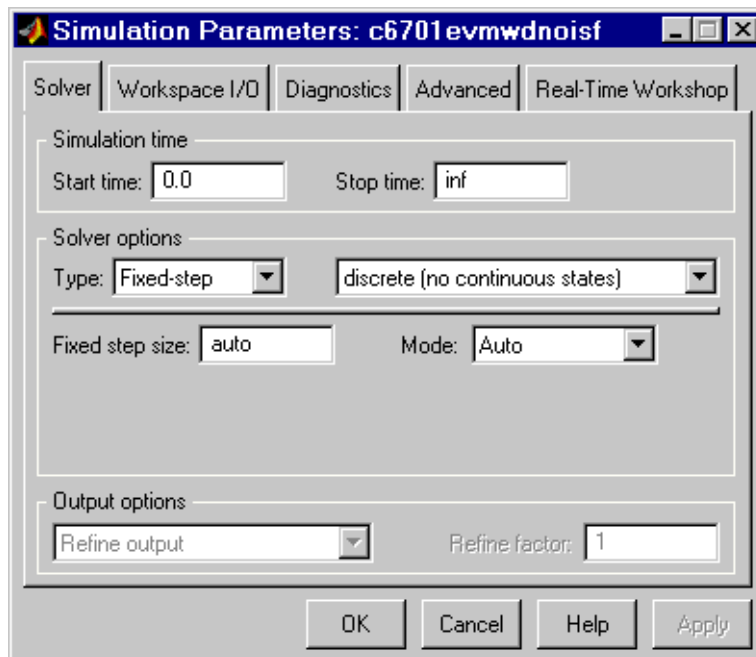 Simulation Parameters: c6701evmwdnoisf
Solver Workspace I/O Diagnostics Advanced Real-Time Workshop
Simulation time
Start time: 0.0 Stop time: inf
Solver options
Type: Fixed-step discrete (no continuous states)
Fixed step size: auto Mode: Auto
Output options
Refine output Refine factor: 1
OK Cancel Help Apply